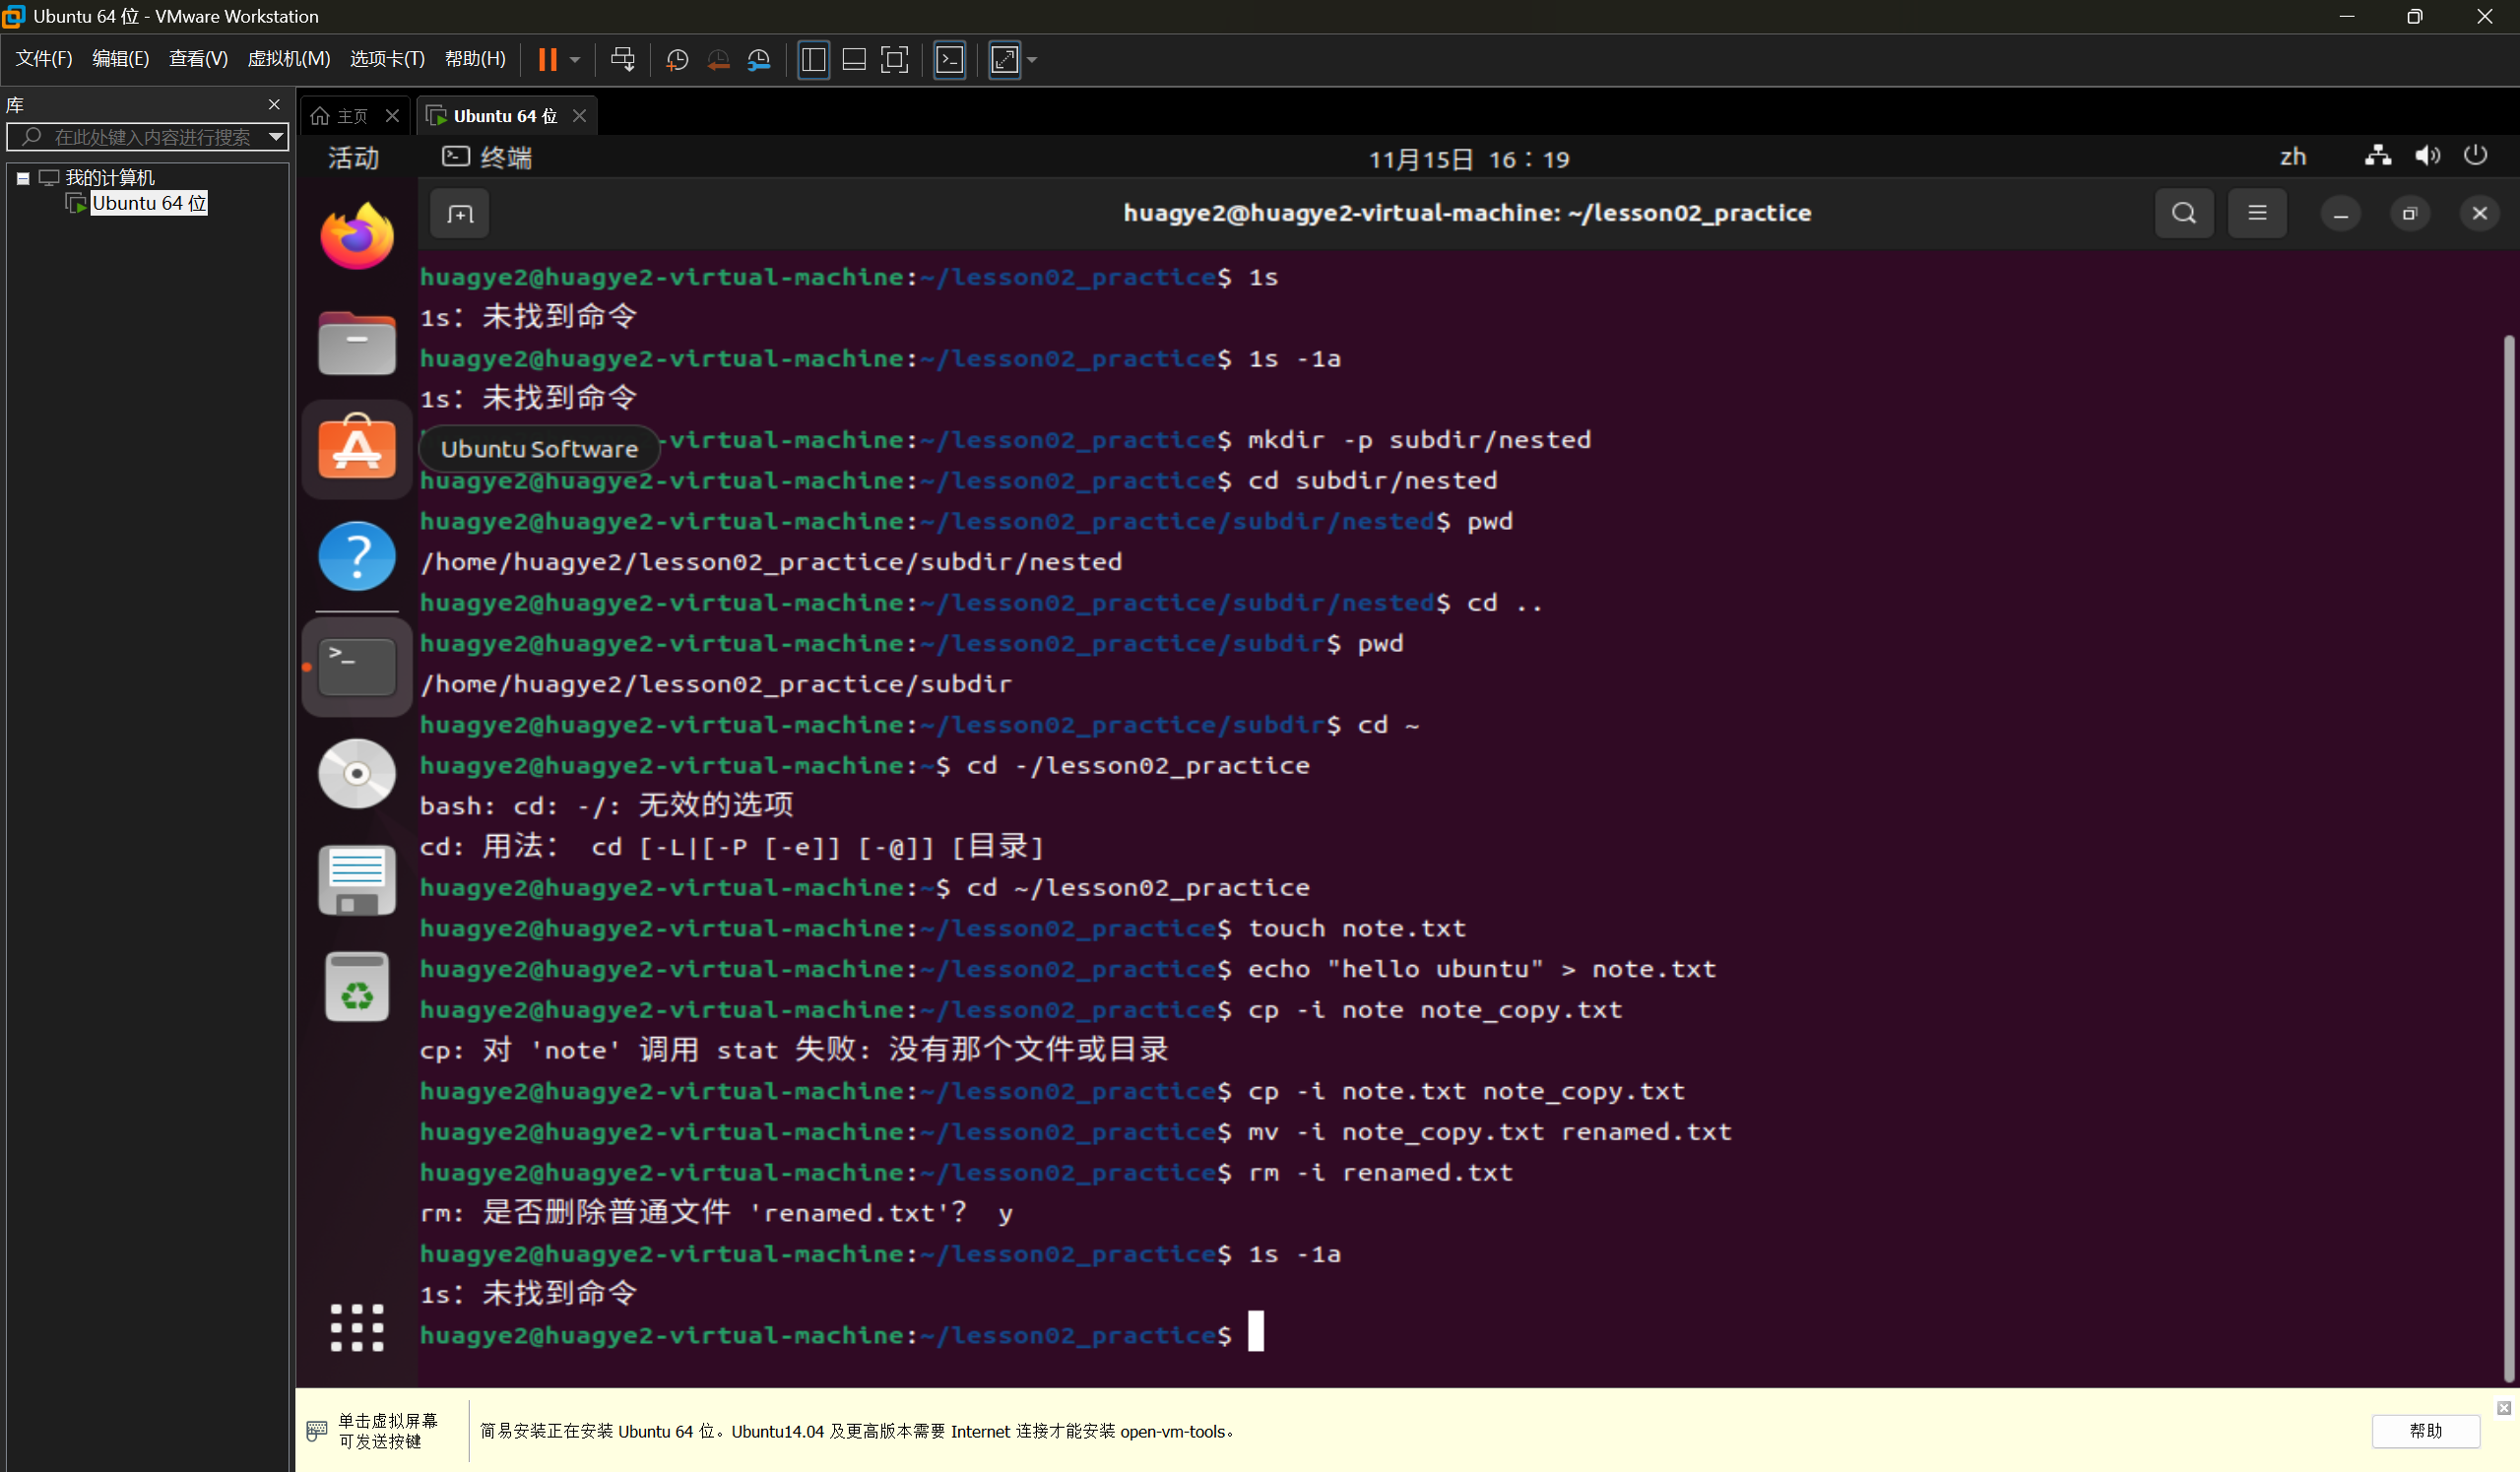 Ubuntu 64 位 - VMware Workstation
文件(F) 编辑(E) 查看(V) 虚拟机(M) 选项卡(T) 帮助(H)
库
在此处键入内容进行搜索
我的计算机
Ubuntu 64 位
主页
Ubuntu 64 位
活动 终端 11月15日 16：19 zh
huagye2@huagye2-virtual-machine: ~/lesson02_practice
huagye2@huagye2-virtual-machine:~/lesson02_practice$ 1s
1s：未找到命令
huagye2@huagye2-virtual-machine:~/lesson02_practice$ 1s -1a
1s：未找到命令
Ubuntu Software
-virtual-machine:~/lesson02_practice$ mkdir -p subdir/nested
huagye2@huagye2-virtual-machine:~/lesson02_practice$ cd subdir/nested
huagye2@huagye2-virtual-machine:~/lesson02_practice/subdir/nested$ pwd
/home/huagye2/lesson02_practice/subdir/nested
huagye2@huagye2-virtual-machine:~/lesson02_practice/subdir/nested$ cd ..
huagye2@huagye2-virtual-machine:~/lesson02_practice/subdir$ pwd
/home/huagye2/lesson02_practice/subdir
huagye2@huagye2-virtual-machine:~/lesson02_practice/subdir$ cd ~
huagye2@huagye2-virtual-machine:~$ cd -/lesson02_practice
bash: cd: -/: 无效的选项
cd: 用法： cd [-L|[-P [-e]] [-@]] [目录]
huagye2@huagye2-virtual-machine:~$ cd ~/lesson02_practice
huagye2@huagye2-virtual-machine:~/lesson02_practice$ touch note.txt
huagye2@huagye2-virtual-machine:~/lesson02_practice$ echo "hello ubuntu" > note.txt
huagye2@huagye2-virtual-machine:~/lesson02_practice$ cp -i note note_copy.txt
cp: 对 'note' 调用 stat 失败: 没有那个文件或目录
huagye2@huagye2-virtual-machine:~/lesson02_practice$ cp -i note.txt note_copy.txt
huagye2@huagye2-virtual-machine:~/lesson02_practice$ mv -i note_copy.txt renamed.txt
huagye2@huagye2-virtual-machine:~/lesson02_practice$ rm -i renamed.txt
rm: 是否删除普通文件 'renamed.txt'？ y
huagye2@huagye2-virtual-machine:~/lesson02_practice$ 1s -1a
1s：未找到命令
huagye2@huagye2-virtual-machine:~/lesson02_practice$
单击虚拟屏幕
可发送按键
简易安装正在安装 Ubuntu 64 位。Ubuntu14.04 及更高版本需要 Internet 连接才能安装 open-vm-tools。
帮助